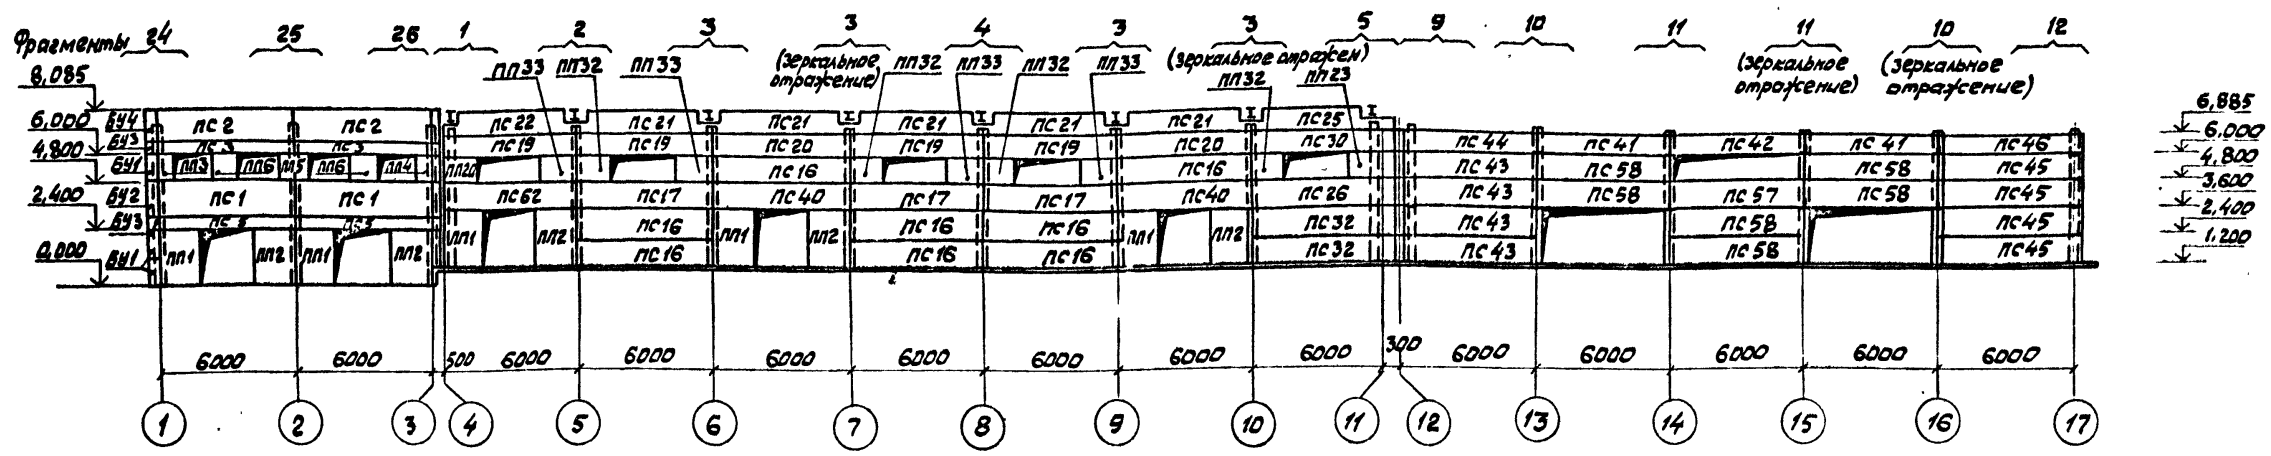 Фрагменты 24 25 26 1 2 3 3 4 3 3 5 9 10 11 11 10 12
(зеркальное отражение) (зеркальное отражен) (зеркальное отражение) (зеркальное отражение)
ПП33 ПП32 ПП33 ПП32 ПП33 ПП32 ПП33 ПП32 ПП23
8,085
6,000
4,800
2,400
0,000
БУ4 ПС2 ПС2 ПС22 ПС21 ПС21 ПС21 ПС21 ПС21 ПС25
БУ3 ПС3 ПС3 ПС19 ПС19 ПС20 ПС19 ПС19 ПС20 ПС30 ПС44 ПС41 ПС42 ПС41 ПС46
БУ1 ПП3 ПП6 ПП5 ПП6 ПП4 ПП20 ПС16 ПС16 ПС43 ПС58 ПС58 ПС45
БУ2 ПС1 ПС1 ПС62 ПС17 ПС40 ПС17 ПС17 ПС40 ПС26 ПС43 ПС58 ПС57 ПС58 ПС45
БУ3 ПС3 ПС3 ПС16 ПС16 ПС16 ПС32 ПС43 ПС58 ПС45
БУ1 ПП1 ПП2 ПП1 ПП2 ПП1 ПП2 ПП1 ПП2 ПП1 ПП2
ПС16 ПС16 ПС16 ПС32 ПС43 ПС58 ПС45
6,885
6,000
4,800
3,600
2,400
1,200
6000 6000 500 6000 6000 6000 6000 6000 6000 6000 300 6000 6000 6000 6000 6000
1 2 3 4 5 6 7 8 9 10 11 12 13 14 15 16 17